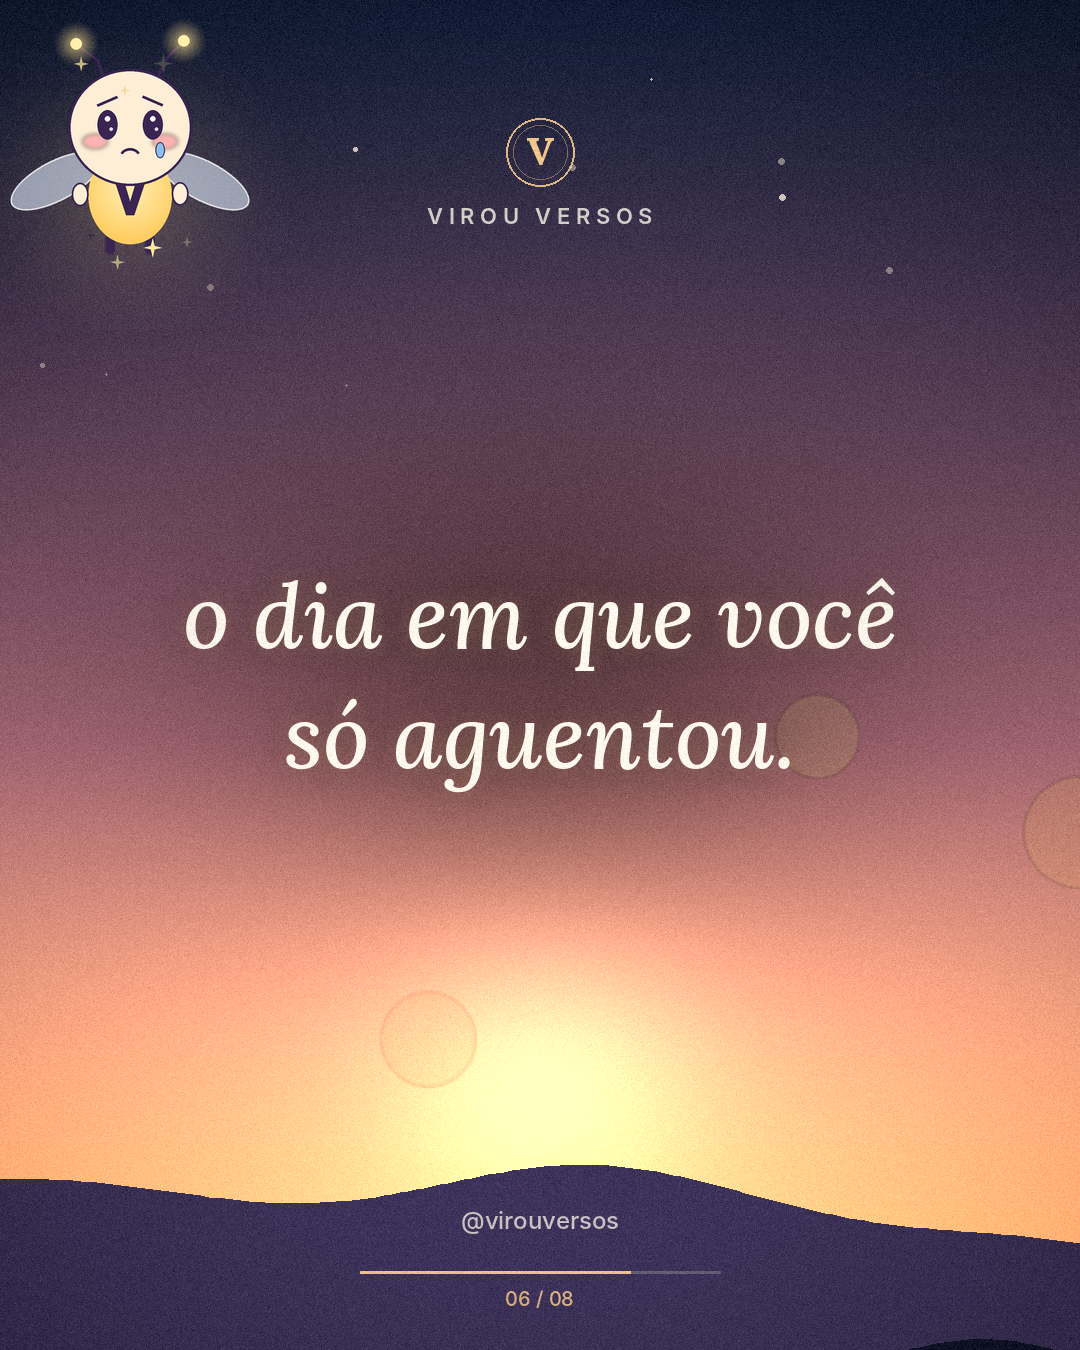 V
VIROU VERSOS
V
o dia em que você
só aguentou.
@virouversos
06 / 08